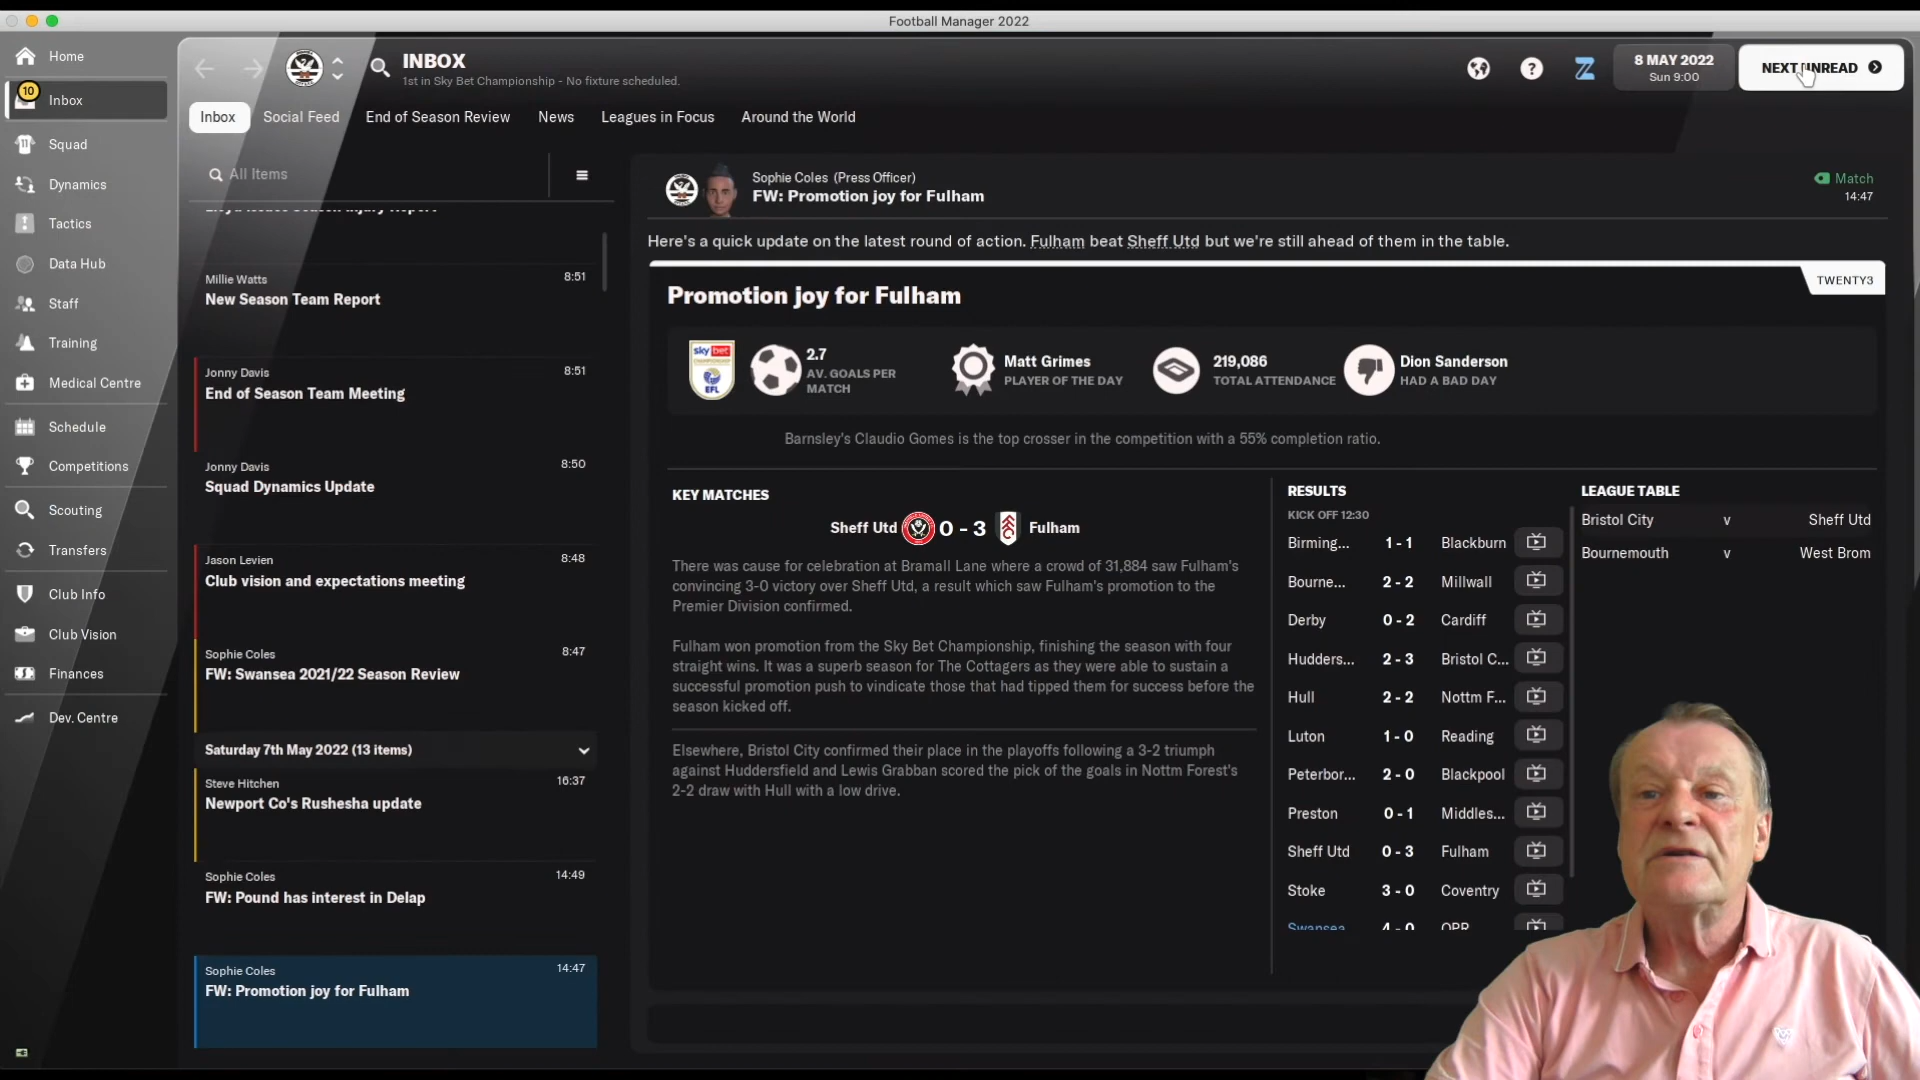 Football Manager 2022
Home
10
Inbox
Squad
Dynamics
Tactics
Data Hub
Staff
Training
Medical Centre
Schedule
Competitions
Scouting
Transfers
Club Info
Club Vision
Finances
Dev. Centre
INBOX
1st in Sky Bet Championship - No fixture scheduled.
8 MAY 2022
Sun 9:00
NEXT UNREAD
Inbox
Social Feed
End of Season Review
News
Leagues in Focus
Around the World
All Items
Millie Watts
8:51
New Season Team Report
Jonny Davis
8:51
End of Season Team Meeting
Jonny Davis
8:50
Squad Dynamics Update
Jason Levien
8:48
Club vision and expectations meeting
Sophie Coles
8:47
FW: Swansea 2021/22 Season Review
Saturday 7th May 2022 (13 items)
Steve Hitchen
16:37
Newport Co's Rushesha update
Sophie Coles
14:49
FW: Pound has interest in Delap
Sophie Coles
14:47
FW: Promotion joy for Fulham
Sophie Coles (Press Officer)
FW: Promotion joy for Fulham
Match
14:47
Here's a quick update on the latest round of action. Fulham beat Sheff Utd but we're still ahead of them in the table.
TWENTY3
Promotion joy for Fulham
sky bet
CHAMPIONSHIP
EFL
2.7
AV. GOALS PER
MATCH
Matt Grimes
PLAYER OF THE DAY
219,086
TOTAL ATTENDANCE
Dion Sanderson
HAD A BAD DAY
Barnsley's Claudio Gomes is the top crosser in the competition with a 55% completion ratio.
KEY MATCHES
Sheff Utd 0 - 3 Fulham
There was cause for celebration at Bramall Lane where a crowd of 31,884 saw Fulham's
convincing 3-0 victory over Sheff Utd, a result which saw Fulham's promotion to the
Premier Division confirmed.
Fulham won promotion from the Sky Bet Championship, finishing the season with four
straight wins. It was a superb season for The Cottagers as they were able to sustain a
successful promotion push to vindicate those that had tipped them for success before the
season kicked off.
Elsewhere, Bristol City confirmed their place in the playoffs following a 3-2 triumph
against Huddersfield and Lewis Grabban scored the pick of the goals in Nottm Forest's
2-2 draw with Hull with a low drive.
RESULTS
KICK OFF 12:30
Birming... 1 - 1 Blackburn
Bourne... 2 - 2 Millwall
Derby 0 - 2 Cardiff
Hudders... 2 - 3 Bristol C...
Hull 2 - 2 Nottm F...
Luton 1 - 0 Reading
Peterbor... 2 - 0 Blackpool
Preston 0 - 1 Middles...
Sheff Utd 0 - 3 Fulham
Stoke 3 - 0 Coventry
Swansea 4 - 0 QPR
LEAGUE TABLE
Bristol City v Sheff Utd
Bournemouth v West Brom